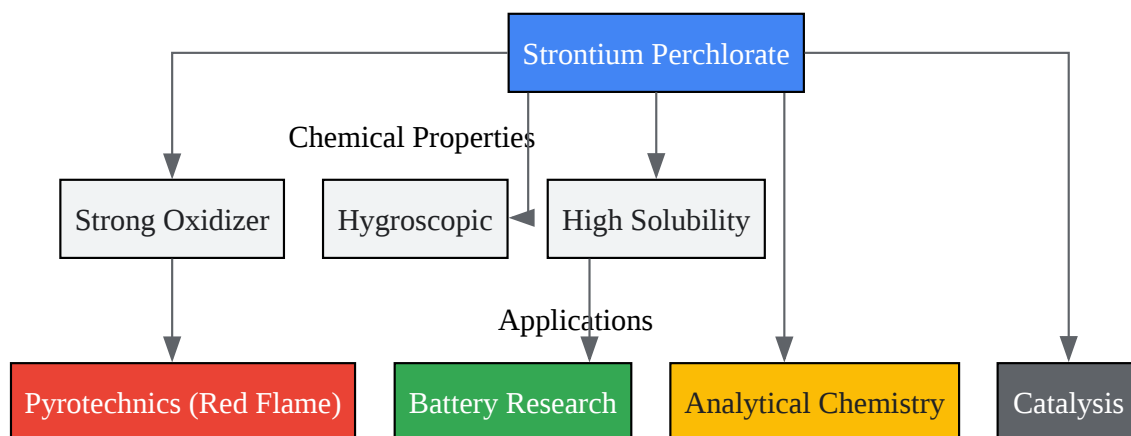 Strontium Perchlorate
Chemical Properties
Strong Oxidizer
Hygroscopic
High Solubility
Applications
Pyrotechnics (Red Flame)
Battery Research
Analytical Chemistry
Catalysis